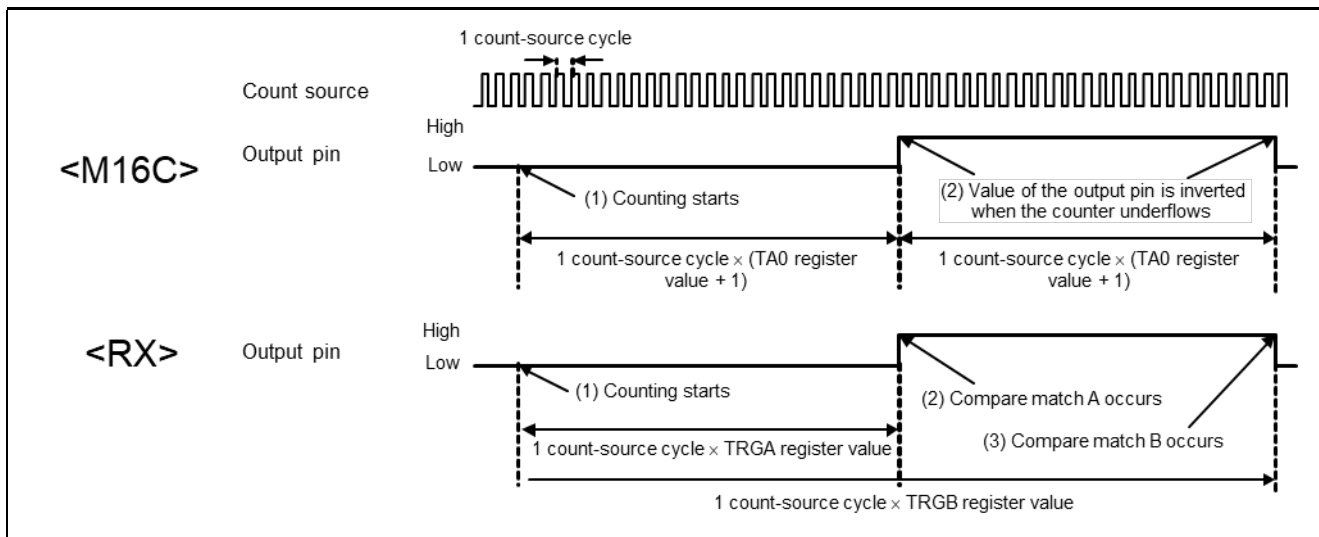 1 count-source cycle
Count source
High
<M16C>
Output pin
Low
(1) Counting starts
(2) Value of the output pin is inverted
when the counter underflows
1 count-source cycle × (TA0 register
value + 1)
1 count-source cycle × (TA0 register
value + 1)
High
<RX>
Output pin
Low
(1) Counting starts
(2) Compare match A occurs
(3) Compare match B occurs
1 count-source cycle × TRGA register value
1 count-source cycle × TRGB register value